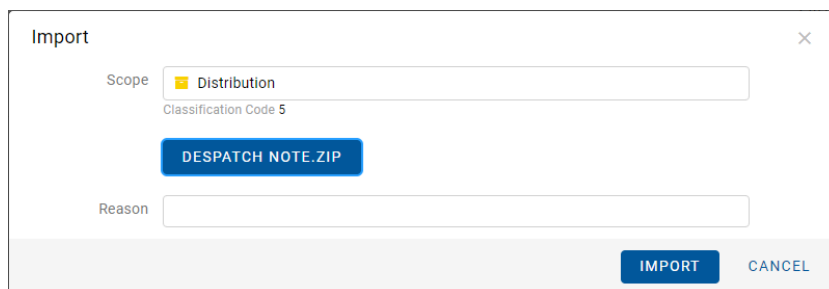 Import
Scope
Distribution
Classification Code 5
DESPATCH NOTE.ZIP
Reason
IMPORT
CANCEL